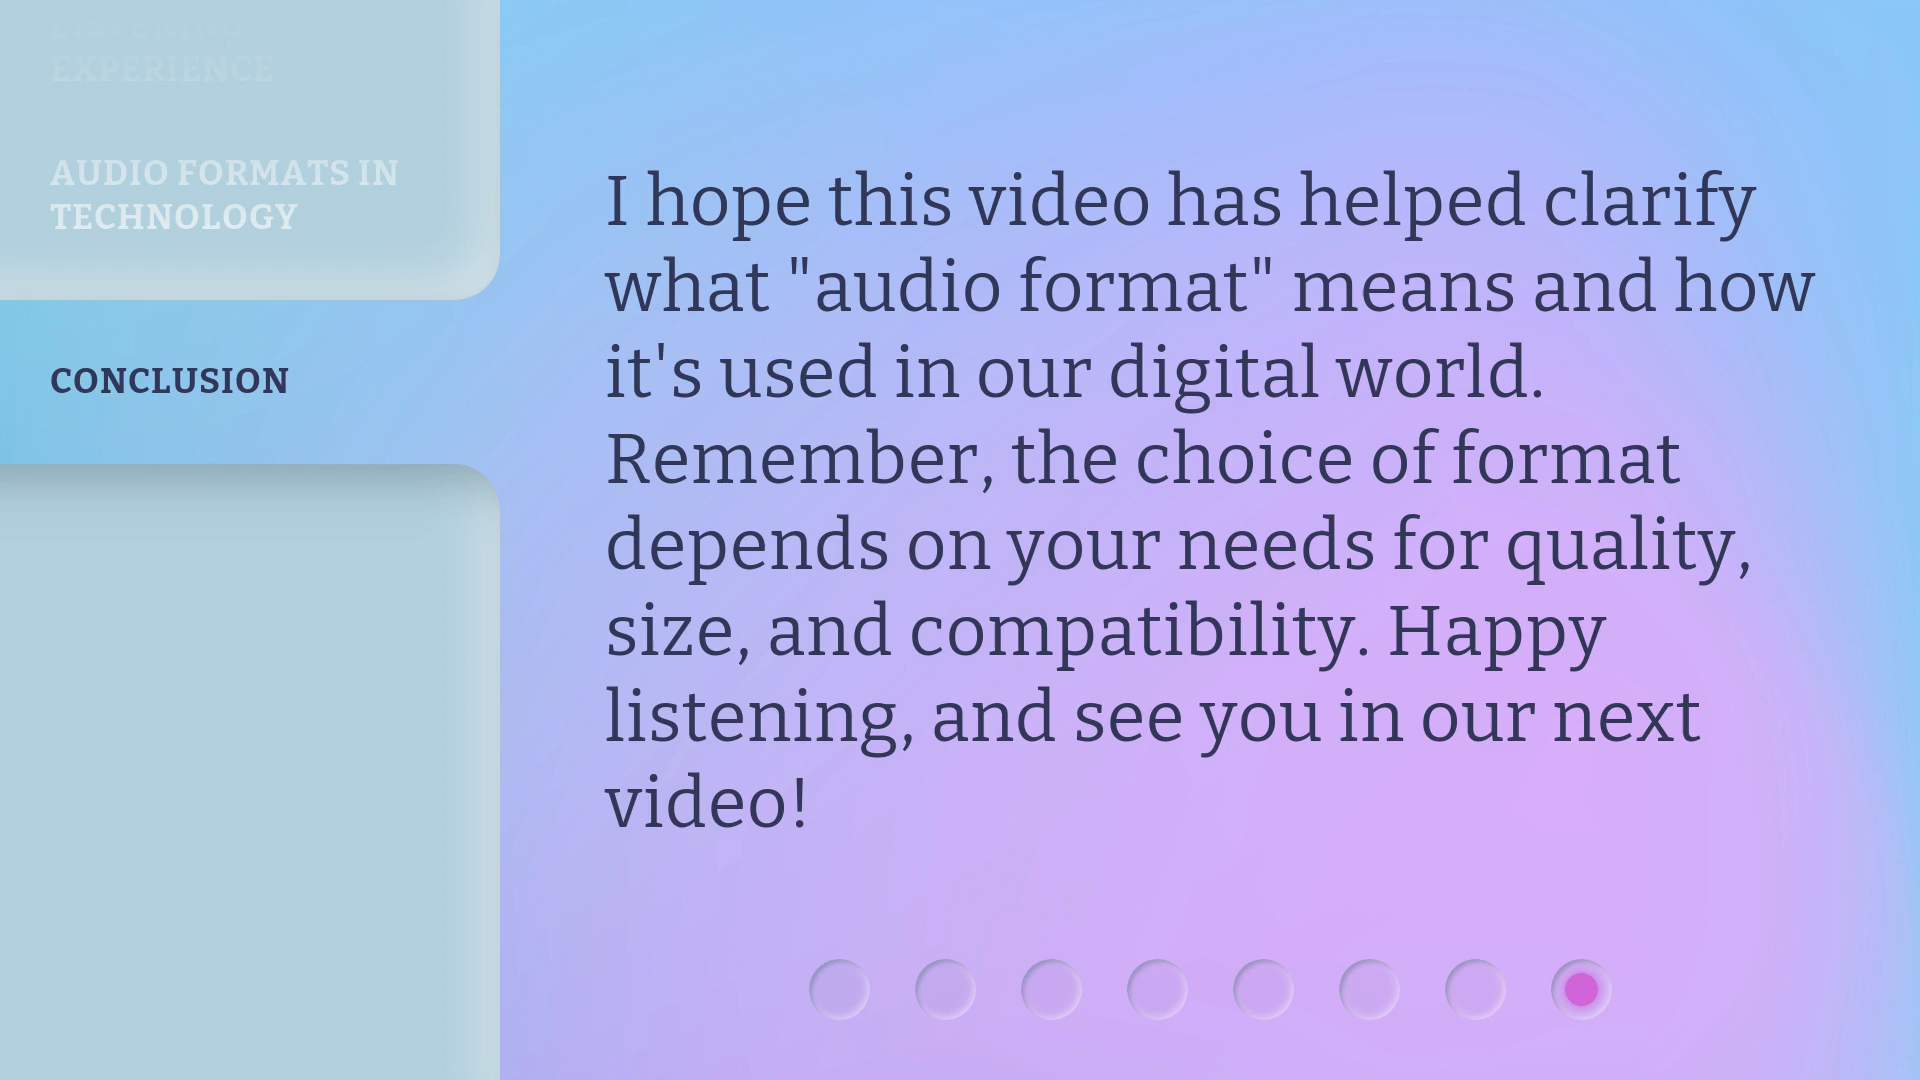 EXPERIENCE
AUDIO FORMATS IN
TECHNOLOGY
CONCLUSION
I hope this video has helped clarify
what "audio format" means and how
it's used in our digital world.
Remember, the choice of format
depends on your needs for quality,
size, and compatibility. Happy
listening, and see you in our next
video!